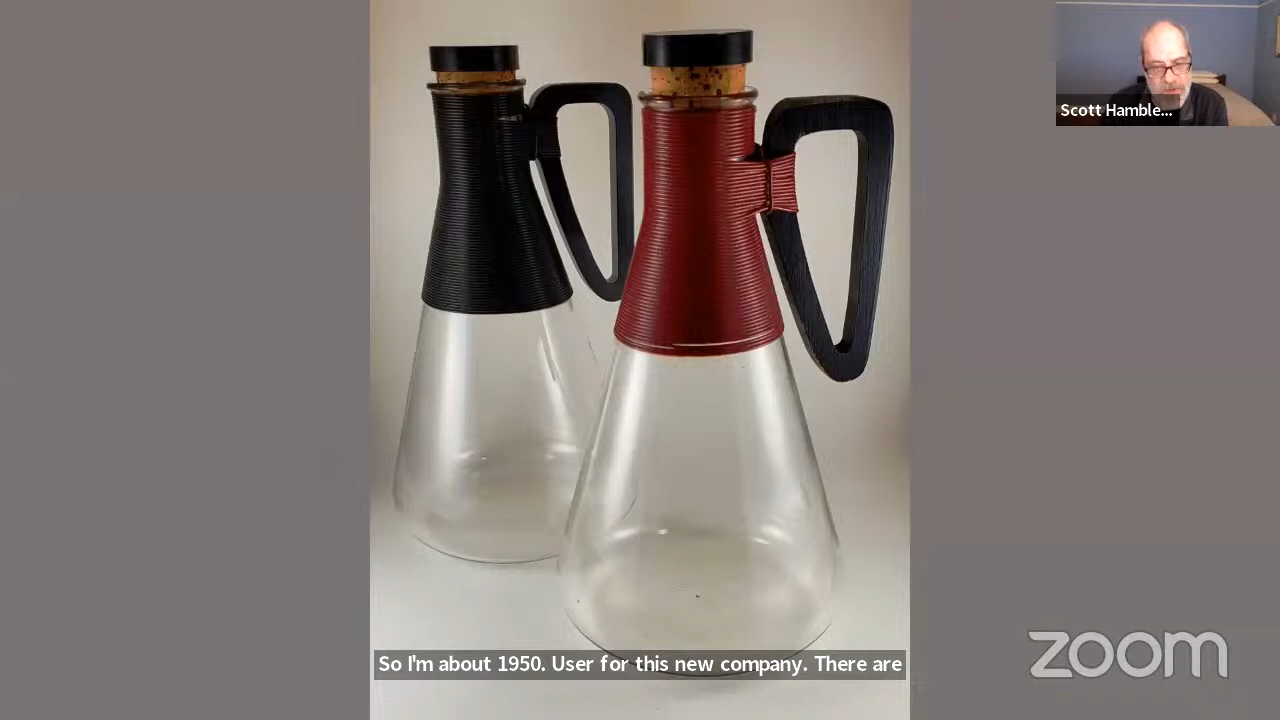 Scott Hamble...
So I'm about 1950. User for this new company. There are
zoom